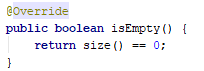 @Override
public boolean isEmpty() {
    return size() == 0;
}